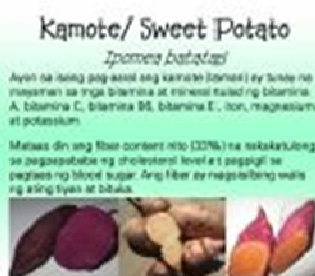 Kamote/ Sweet Potato
Ipomea batatas
Ayon sa isang pag-aaral ang kamote ay tunay na
mayaman sa mga bitamina at mineral tulad ng bitamina
A, bitamina C, bitamina B6, bitamina E, iron, magnesium
at potassium.
Mataas din ang fiber content nito na nakakatulong
sa pagpapababa ng cholesterol level at pagpigil sa
pagtaas ng blood sugar. Ang fiber ay nagsisilbing walis
ng ating tiyan at bituka.